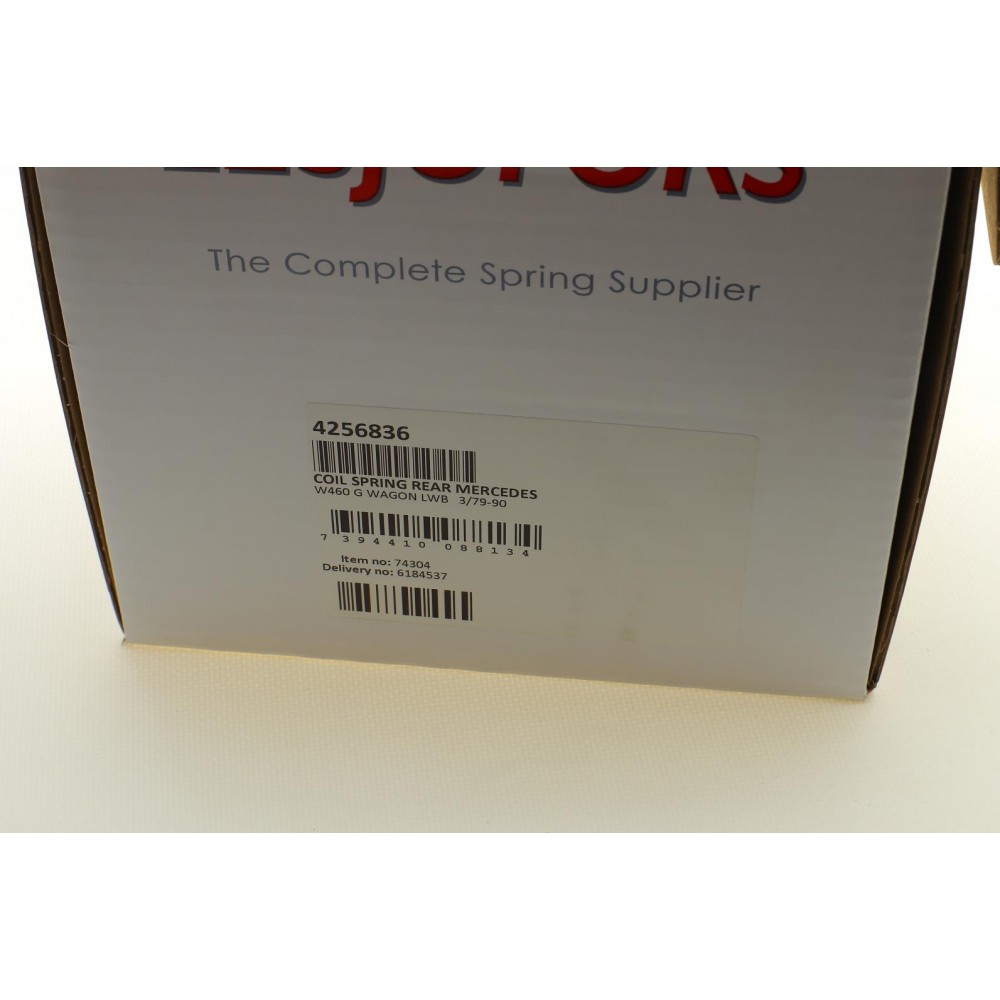 LESJÖFORS
The Complete Spring Supplier
4256836
COIL SPRING REAR MERCEDES
W460 G WAGON LWB 3/79-90
7 394410 088134
Item no: 74304
Delivery no: 6184537